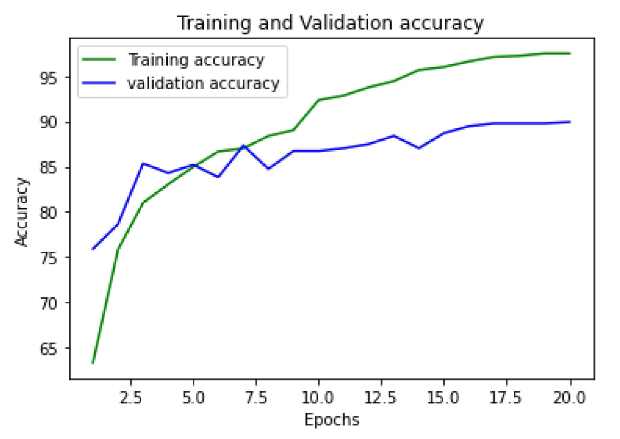 Training and Validation accuracy
Training accuracy
validation accuracy
Accuracy
95
90
85
80
75
70
65
2.5 5.0 7.5 10.0 12.5 15.0 17.5 20.0
Epochs